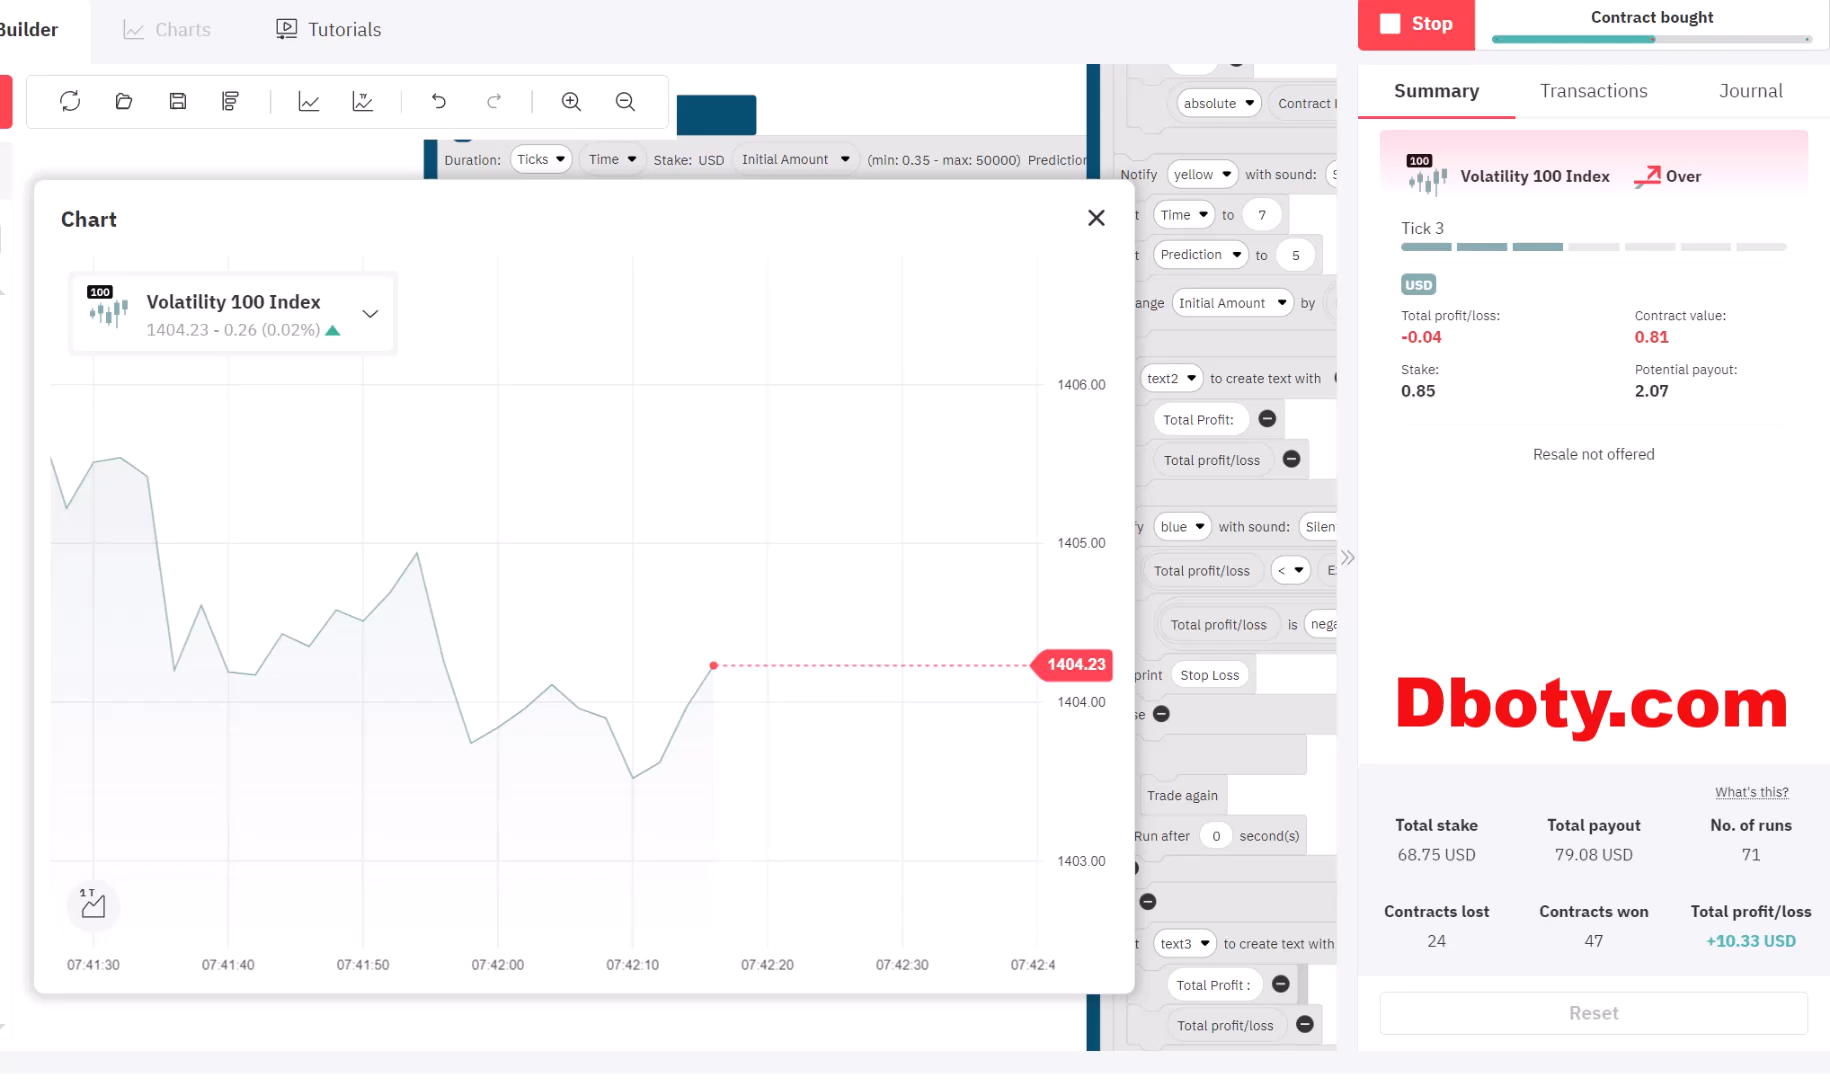 Builder
Charts
Tutorials
Stop
Contract bought
Duration: Ticks Time Stake: USD Initial Amount (min: 0.35 - max: 50000) Prediction
Chart
100
Volatility 100 Index
1404.23 - 0.26 (0.02%)
1406.00
1405.00
1404.23
1404.00
1403.00
1 T
07:41:30
07:41:40
07:41:50
07:42:00
07:42:10
07:42:20
07:42:30
07:42:4
absolute Contract
Notify yellow with sound:
Time to 7
Prediction to 5
Initial Amount by
text2 to create text with
Total Profit:
Total profit/loss
blue with sound: Silen
Total profit/loss <
Total profit/loss is nega
print Stop Loss
Trade again
Run after 0 second(s)
text3 to create text with
Total Profit :
Total profit/loss
Summary
Transactions
Journal
100
Volatility 100 Index
Over
Tick 3
USD
Total profit/loss:
-0.04
Contract value:
0.81
Stake:
0.85
Potential payout:
2.07
Resale not offered
Dboty.com
What's this?
Total stake
68.75 USD
Total payout
79.08 USD
No. of runs
71
Contracts lost
24
Contracts won
47
Total profit/loss
+10.33 USD
Reset